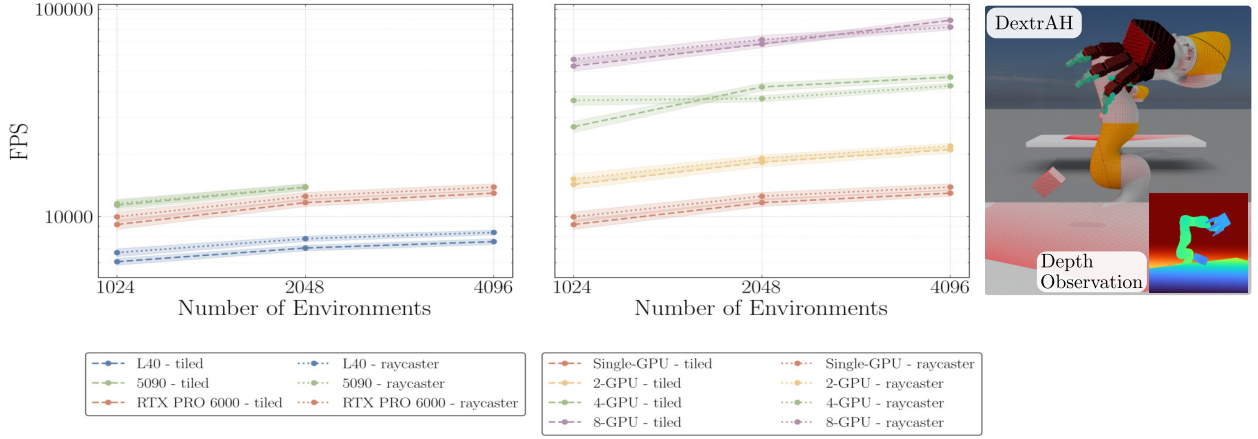 100000
10000
FPS
1024
2048
4096
Number of Environments
1024
2048
4096
Number of Environments
DextrAH
Depth
Observation
L40 - tiled
5090 - tiled
RTX PRO 6000 - tiled
L40 - raycaster
5090 - raycaster
RTX PRO 6000 - raycaster
Single-GPU - tiled
2-GPU - tiled
4-GPU - tiled
8-GPU - tiled
Single-GPU - raycaster
2-GPU - raycaster
4-GPU - raycaster
8-GPU - raycaster